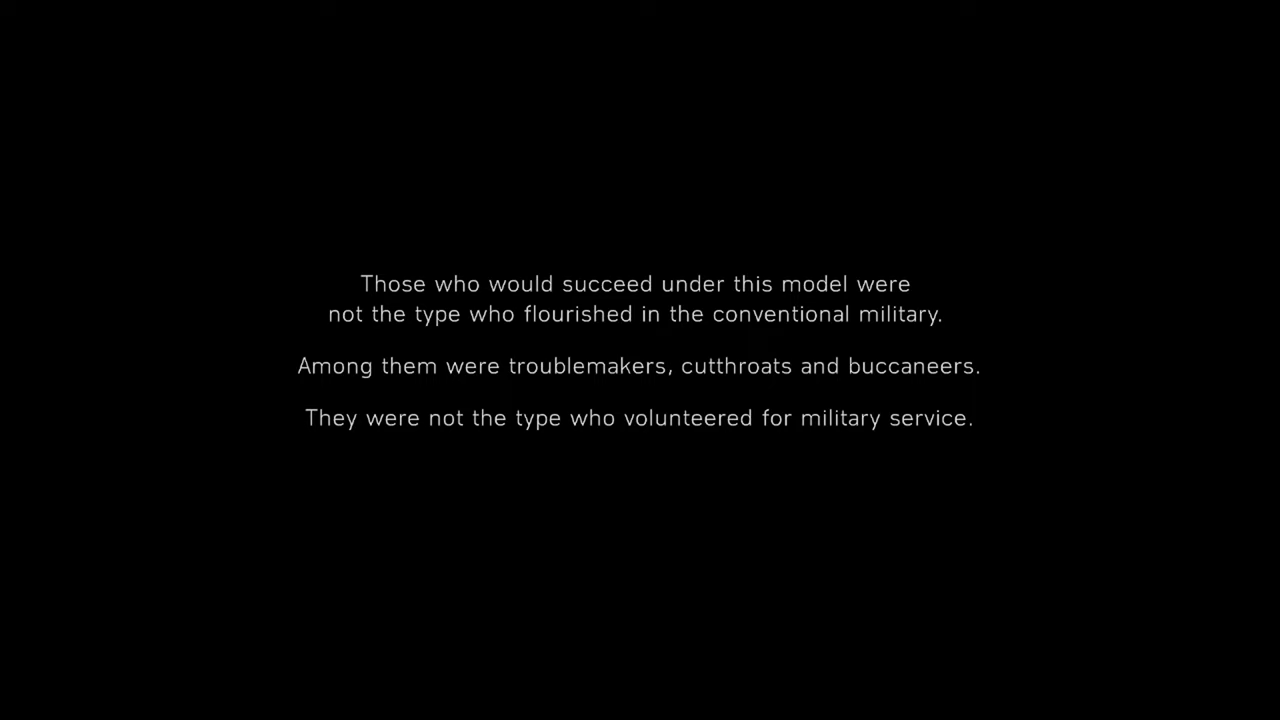 Those who would succeed under this model were
not the type who flourished in the conventional military.
Among them were troublemakers, cutthroats and buccaneers.
They were not the type who volunteered for military service.